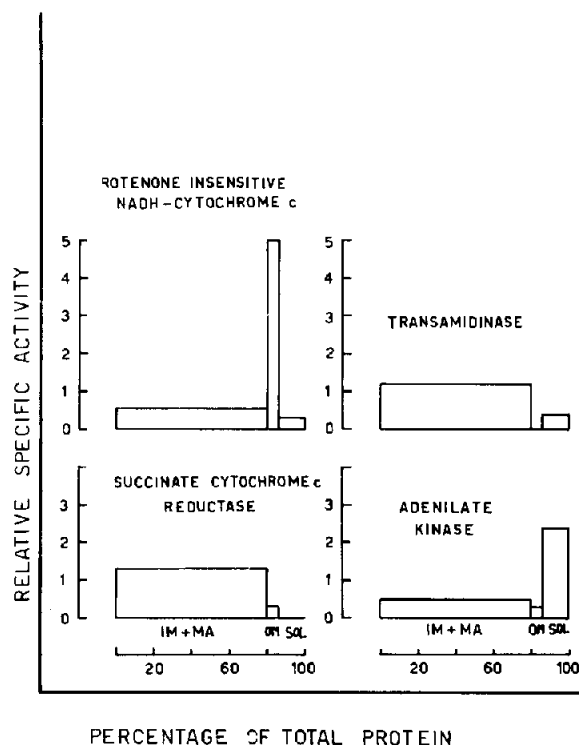 ROTENONE INSENSITIVE
NADH-CYTOCHROME c
5
4
3
2
1
0
5
4
3
2
1
0
TRANSAMIDINASE
RELATIVE SPECIFIC ACTIVITY
SUCCINATE CYTOCHROME c
REDUCTASE
3
2
1
0
IM+MA OM SOL
20 60 100
3
2
1
0
ADENILATE
KINASE
IM+MA OM SOL
20 60 100
PERCENTAGE OF TOTAL PROTEIN